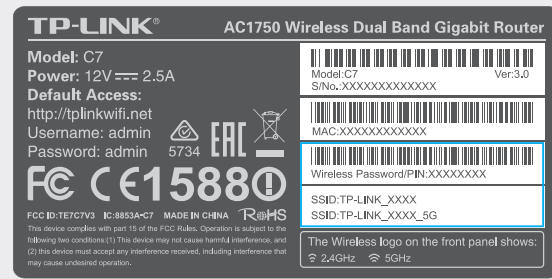 TP-LINK®
AC1750 Wireless Dual Band Gigabit Router
Model: C7
Power: 12V 2.5A
Default Access:
http://tplinkwifi.net
Username: admin
Password: admin
5734
EAC
FC CE1588
FCC ID:TE7C7V3 IC:8853A-C7 MADE IN CHINA RoHS
This device complies with part 15 of the FCC Rules. Operation is subject to the
following two conditions:(1) This device may not cause harmful interference, and
(2) this device must accept any interference received, including interference that
may cause undesired operation.
Model:C7 Ver:3.0
S/No.:XXXXXXXXXXXXX
MAC:XXXXXXXXXXXX
Wireless Password/PIN:XXXXXXXX
SSID:TP-LINK_XXXX
SSID:TP-LINK_XXXX_5G
The Wireless logo on the front panel shows:
2.4GHz 5GHz